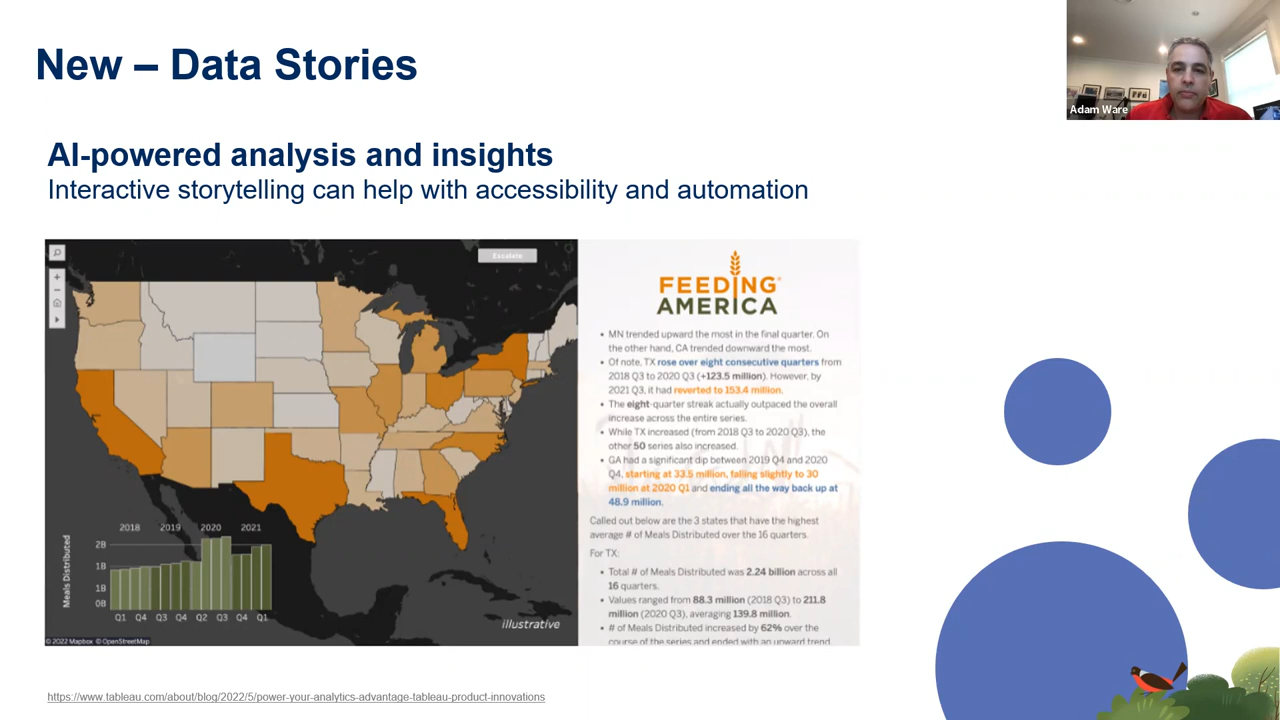 New – Data Stories
Adam Ware
AI-powered analysis and insights
Interactive storytelling can help with accessibility and automation
Escalate
FEEDING
AMERICA
• MN trended upward the most in the final quarter. On
the other hand, CA trended downward the most.
• Of note, TX rose over eight consecutive quarters from
2018 Q3 to 2020 Q3 (+123.5 million). However, by
2021 Q3, it had reverted to 153.4 million.
• The eight-quarter streak actually outpaced the overall
increase across the entire series.
• While TX increased (from 2018 Q3 to 2020 Q3), the
other 50 series also increased.
• GA had a significant dip between 2019 Q4 and 2020
Q4, starting at 33.5 million, falling slightly to 30
million at 2020 Q1 and ending all the way back up at
48.9 million.
Called out below are the 3 states that have the highest
average # of Meals Distributed over the 16 quarters.
For TX:
• Total # of Meals Distributed was 2.24 billion across all
16 quarters.
• Values ranged from 88.3 million (2018 Q3) to 211.8
million (2020 Q3), averaging 139.8 million.
• # of Meals Distributed increased by 62% over the
course of the series and ended with an upward trend
2018 2019 2020 2021
Meals Distributed
2B
1B
1B
0B
Q1 Q4 Q3 Q2 Q3 Q4 Q1
illustrative
© 2022 Mapbox © OpenStreetMap
https://www.tableau.com/about/blog/2022/5/power-your-analytics-advantage-tableau-product-innovations